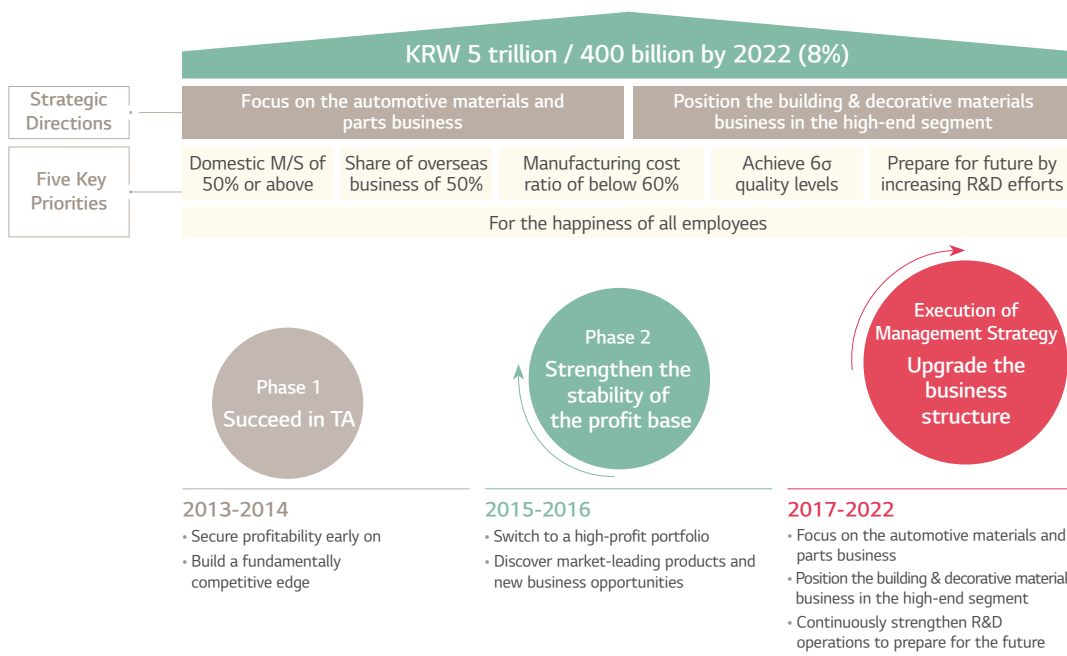 KRW 5 trillion / 400 billion by 2022 (8%)
Strategic
Directions
Focus on the automotive materials and
parts business
Position the building & decorative materials
business in the high-end segment
Five Key
Priorities
Domestic M/S of
50% or above
Share of overseas
business of 50%
Manufacturing cost
ratio of below 60%
Achieve 6σ
quality levels
Prepare for future by
increasing R&D efforts
For the happiness of all employees
Phase 1
Succeed in TA
Phase 2
Strengthen the
stability of
the profit base
Execution of
Management Strategy
Upgrade the
business
structure
2013-2014
• Secure profitability early on
• Build a fundamentally
competitive edge
2015-2016
• Switch to a high-profit portfolio
• Discover market-leading products and
new business opportunities
2017-2022
• Focus on the automotive materials and
parts business
• Position the building & decorative material
business in the high-end segment
• Continuously strengthen R&D
operations to prepare for the future